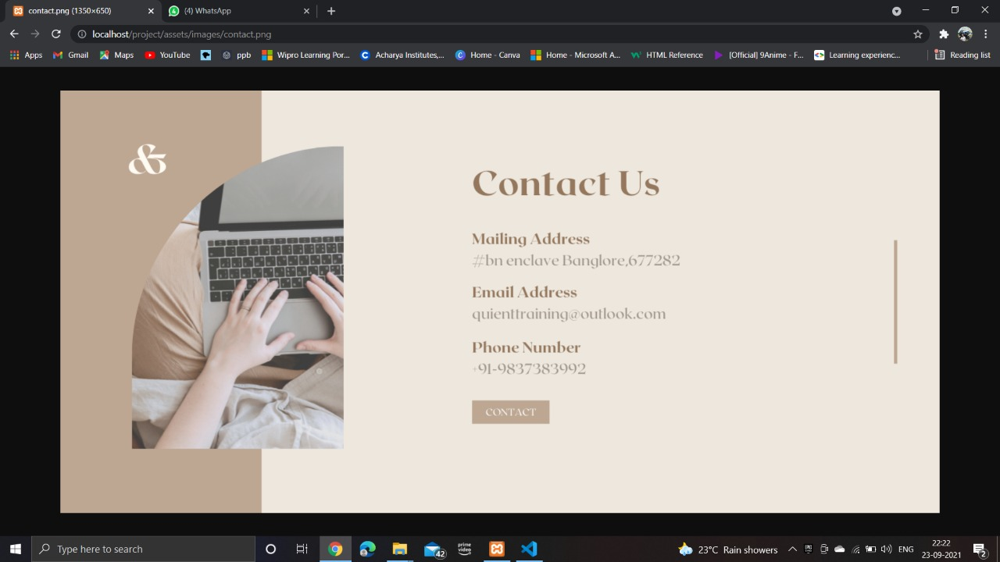 contact.png (1350×650)
(4) WhatsApp
localhost/project/assets/images/contact.png
Apps Gmail Maps YouTube ppb Wipro Learning Por... Acharya Institutes,... Home - Canva Home - Microsoft A... HTML Reference [Official] 9Anime - F... Learning experienc... Reading list
&
Contact Us
Mailing Address
#bn enclave Banglore,677282
Email Address
quienttraining@outlook.com
Phone Number
+91-9837383992
CONTACT
Type here to search
42
prime video
23°C Rain showers
ENG
22:22
23-09-2021
2